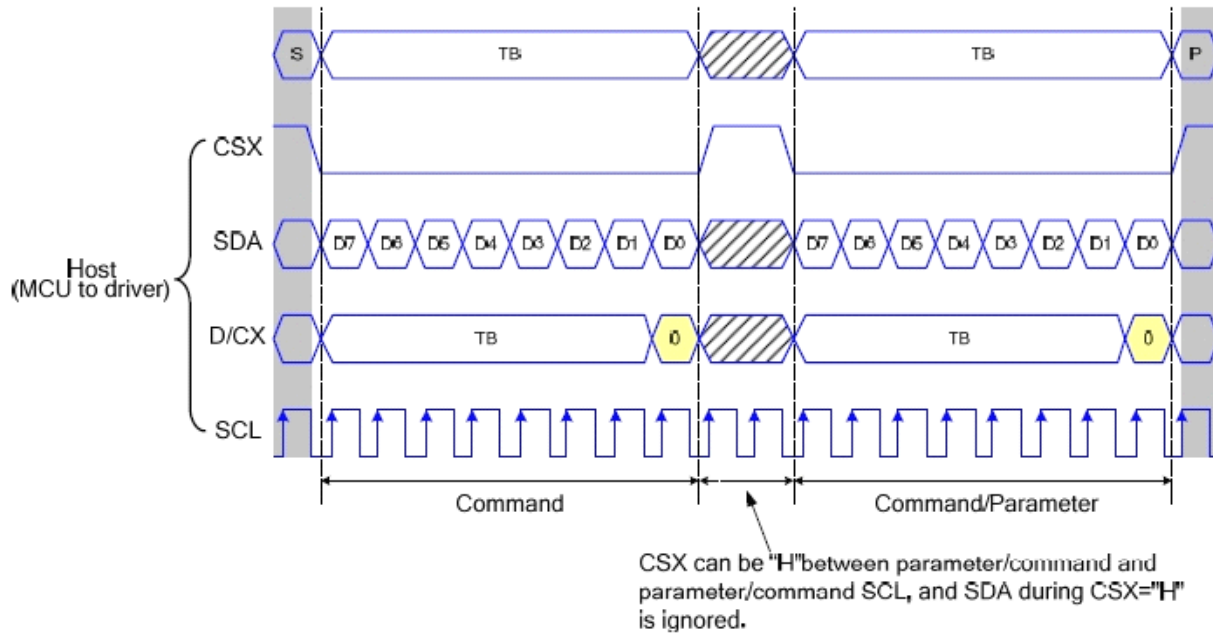 S TB TB P
CSX
SDA D7 D6 D5 D4 D3 D2 D1 D0 D7 D6 D5 D4 D3 D2 D1 D0
Host
(MCU to driver)
D/CX TB 0 TB 0
SCL
Command Command/Parameter
CSX can be "H"between parameter/command and
parameter/command SCL, and SDA during CSX="H"
is ignored.